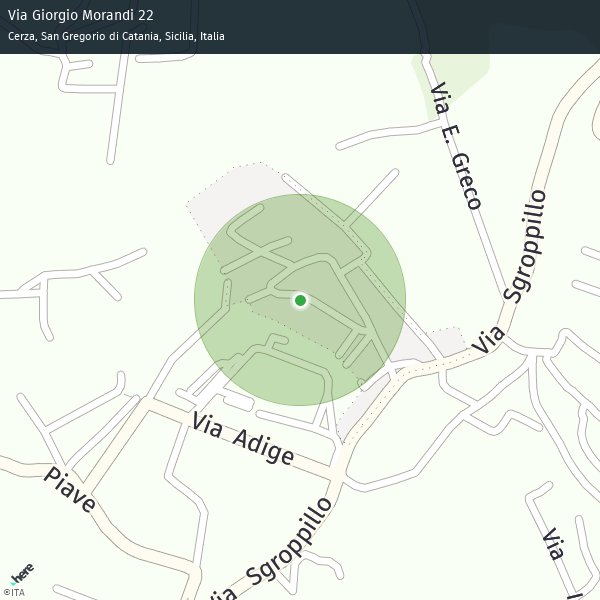 Via Giorgio Morandi 22
Cerza, San Gregorio di Catania, Sicilia, Italia
Via E. Greco
Via Sgroppillo
Via Adige
Piave
Via Sgroppillo
Via
here
©ITA